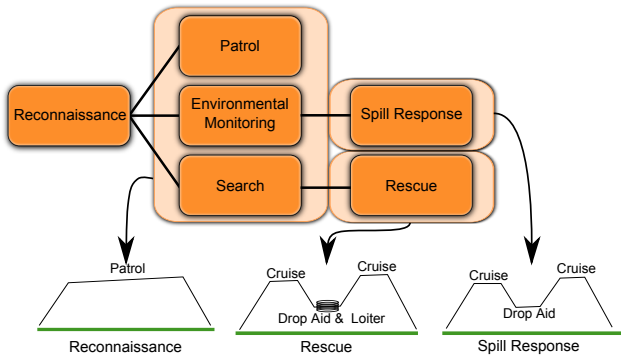 Patrol
Reconnaissance
Environmental
Monitoring
Spill Response
Search
Rescue
Patrol
Cruise
Cruise
Drop Aid & Loiter
Cruise
Cruise
Drop Aid
Reconnaissance
Rescue
Spill Response